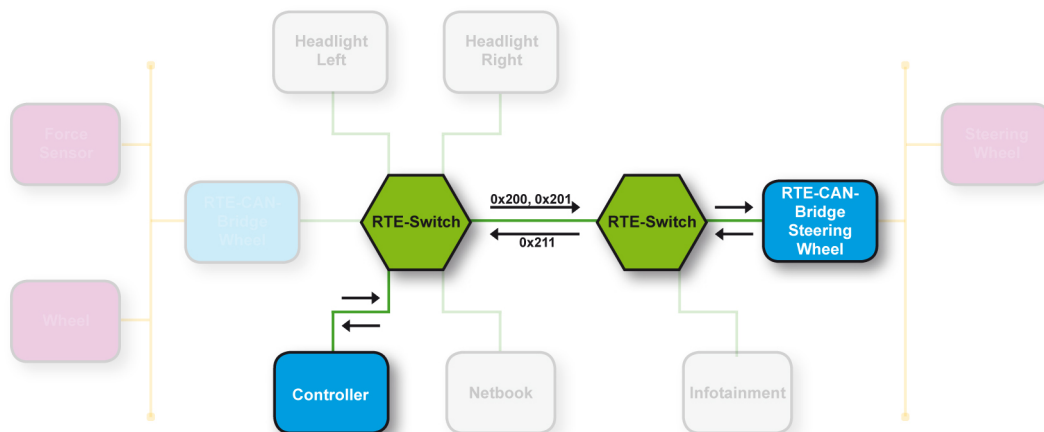 Headlight
Left
Headlight
Right
Force
Sensor
Steering
Wheel
RTE-CAN-
Bridge
Wheel
RTE-Switch
0x200, 0x201
0x211
RTE-Switch
RTE-CAN-
Bridge
Steering
Wheel
Wheel
Controller
Netbook
Infotainment